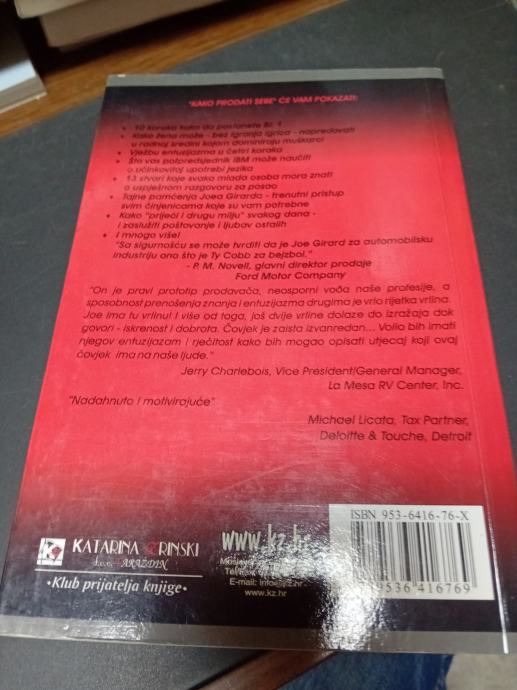 "KAKO PRODATI SEBE" ĆE VAM POKAZATI:
• 10 koraka kako da postanete Br. 1
• Kako žena može - bez igranja igrica - napredovati
u radnoj sredini kojom dominiraju muškarci
• Vježbu entuzijazma u četiri koraka
• Što vas potpredsjednik IBM može naučiti
o učinkovitoj upotrebi jezika
• 13 stvari koje svaka mlada osoba mora znati
o uspješnom razgovoru za posao
• Tajne pamćenja Joea Girarda - trenutni pristup
svim činjenicama koje su vam potrebne
• Kako "prijeći i drugu milju" svakog dana -
i zaslužiti poštovanje i ljubav ostalih
• I mnogo više!
"Sa sigurnošću se može tvrditi da je Joe Girard za automobilsku
industriju ono što je Ty Cobb za bejzbol."
- P. M. Novell, glavni direktor prodaje
Ford Motor Company
"On je pravi prototip prodavača, neosporni vođa naše profesije, a
sposobnost prenošenja znanja i entuzijazma drugima je vrlo rijetka vrlina.
Joe ima tu vrlinu! I više od toga, još dvije vrline dolaze do izražaja dok
govori - iskrenost i dobrota. Čovjek je zaista izvanredan... Volio bih imati
njegov entuzijazam i rječitost kako bih mogao opisati utjecaj koji ovaj
čovjek ima na naše ljude."
Jerry Charlebois, Vice President/General Manager,
La Mesa RV Center, Inc.
"Nadahnuto i motivirajuće"
Michael Licata, Tax Partner,
Deloitte & Touche, Detroit
ISBN 953-6416-76-X
KATARINA ZRINSKI
d.o.o. VARAŽDIN
•Klub prijatelja knjige•
www.kz.hr
E-mail:
www.kz.hr
9536 416769